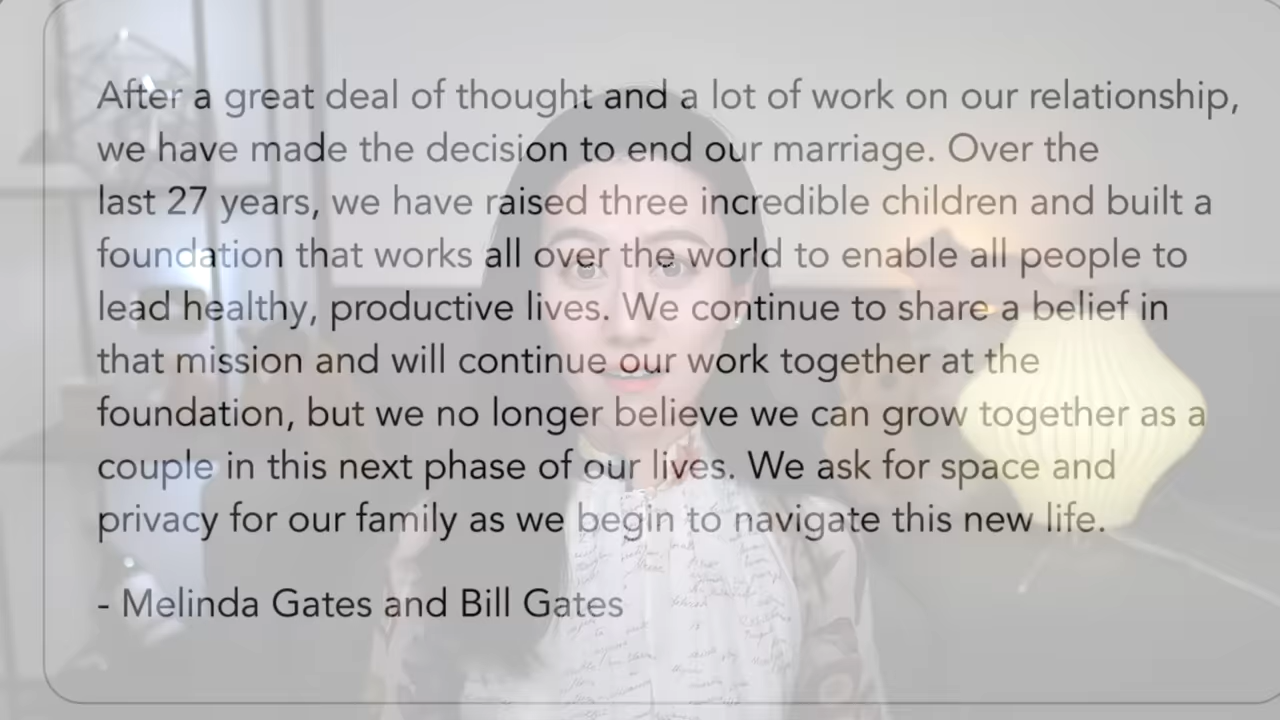 After a great deal of thought and a lot of work on our relationship,
we have made the decision to end our marriage. Over the
last 27 years, we have raised three incredible children and built a
foundation that works all over the world to enable all people to
lead healthy, productive lives. We continue to share a belief in
that mission and will continue our work together at the
foundation, but we no longer believe we can grow together as a
couple in this next phase of our lives. We ask for space and
privacy for our family as we begin to navigate this new life.
- Melinda Gates and Bill Gates